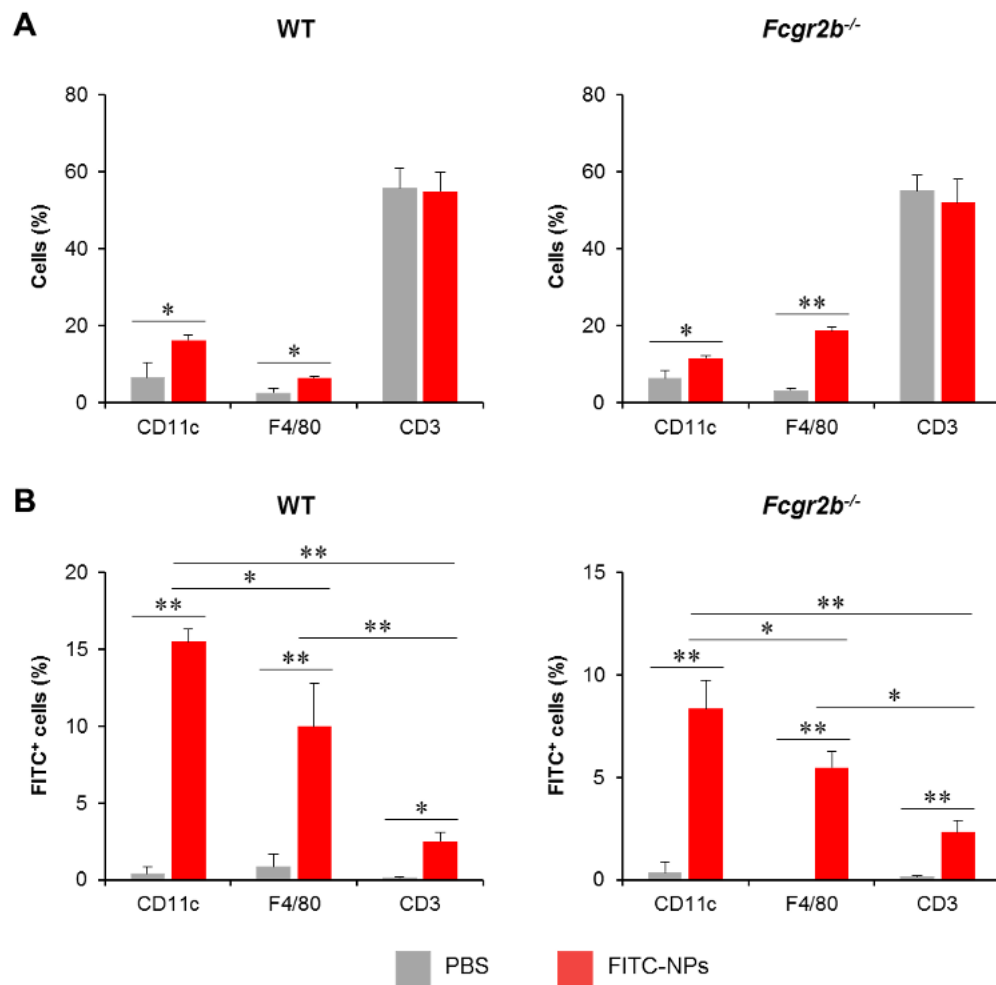 A
WT
Fcgr2b-/-
80
60
40
20
0
Cells (%)
*
*
CD11c
F4/80
CD3
80
60
40
20
0
Cells (%)
*
**
CD11c
F4/80
CD3
B
WT
Fcgr2b-/-
20
15
10
5
0
FITC+ cells (%)
**
*
**
**
**
*
CD11c
F4/80
CD3
15
10
5
0
FITC+ cells (%)
**
*
**
*
**
**
CD11c
F4/80
CD3
PBS
FITC-NPs